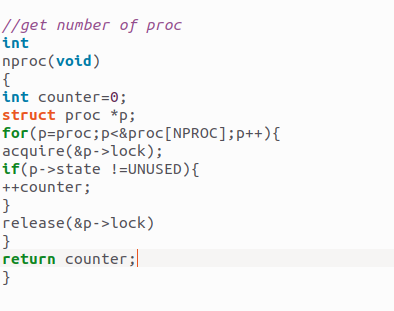 //get number of proc
int
nproc(void)
{
int counter=0;
struct proc *p;
for(p=proc;p<&proc[NPROC];p++){
acquire(&p->lock);
if(p->state !=UNUSED){
++counter;
}
release(&p->lock)
}
return counter;
}